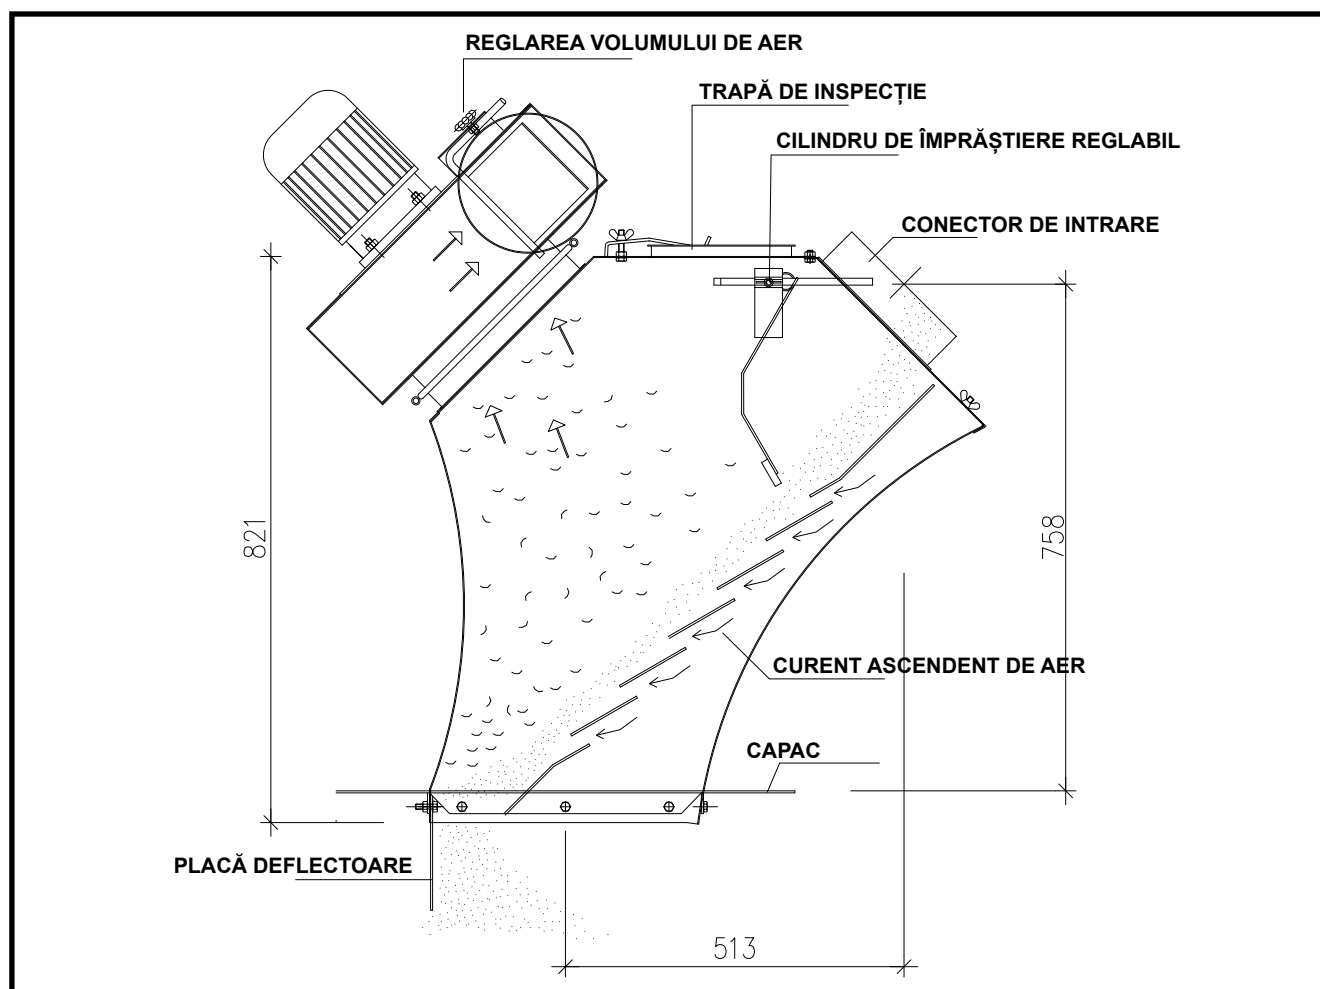 REGLAREA VOLUMULUI DE AER
TRAPĂ DE INSPECȚIE
CILINDRU DE ÎMPRĂȘTIERE REGLABIL
CONECTOR DE INTRARE
821
758
CURENT ASCENDENT DE AER
CAPAC
PLACĂ DEFLECTOARE
513